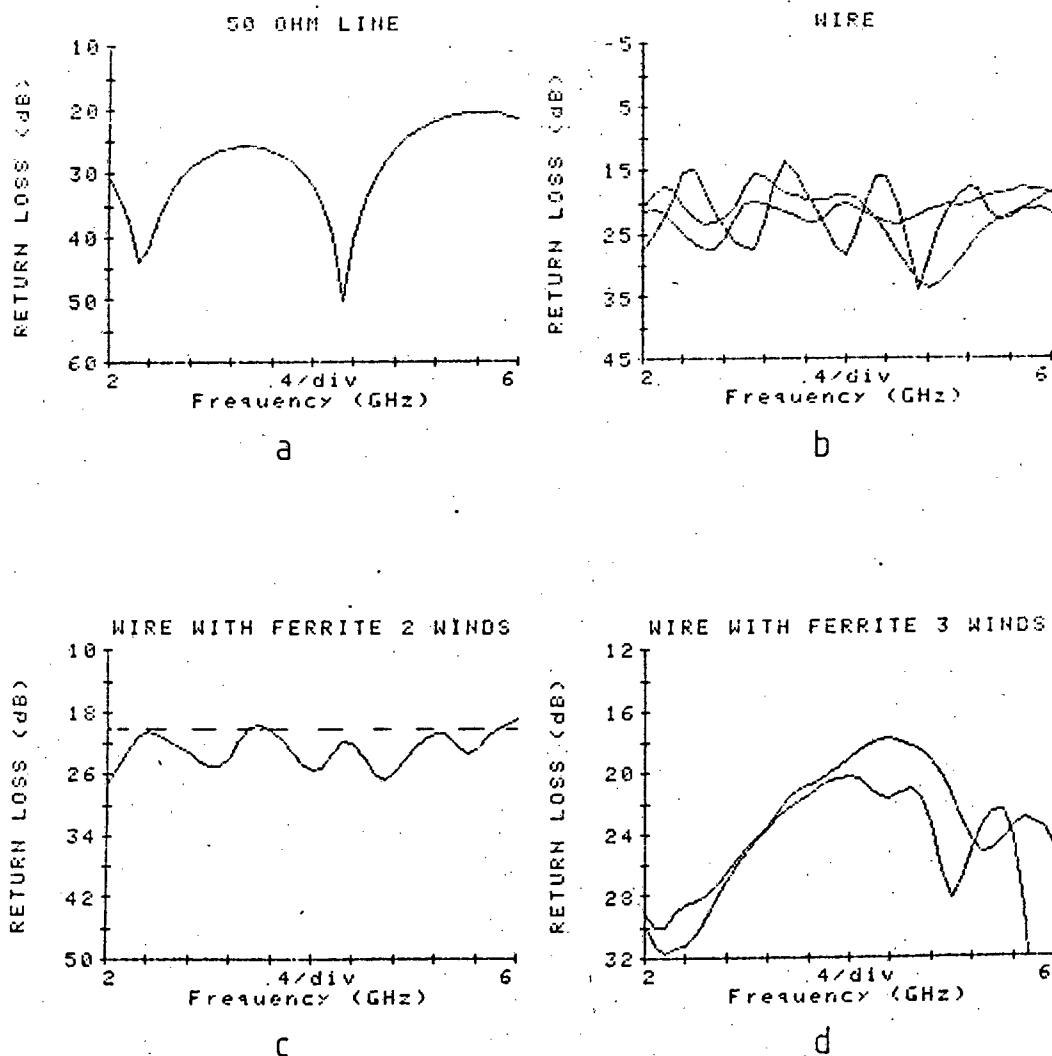 50 OHM LINE
RETURN LOSS (dB)
10
20
30
40
50
60
2
.4/div
6
Frequency (GHz)
a
WIRE
RETURN LOSS (dB)
-5
5
15
25
35
45
2
.4/div
6
Frequency (GHz)
b
WIRE WITH FERRITE 2 WINDS
RETURN LOSS (dB)
10
18
26
34
42
50
2
.4/div
6
Frequency (GHz)
c
WIRE WITH FERRITE 3 WINDS
RETURN LOSS (dB)
12
16
20
24
28
32
2
.4/div
6
Frequency (GHz)
d